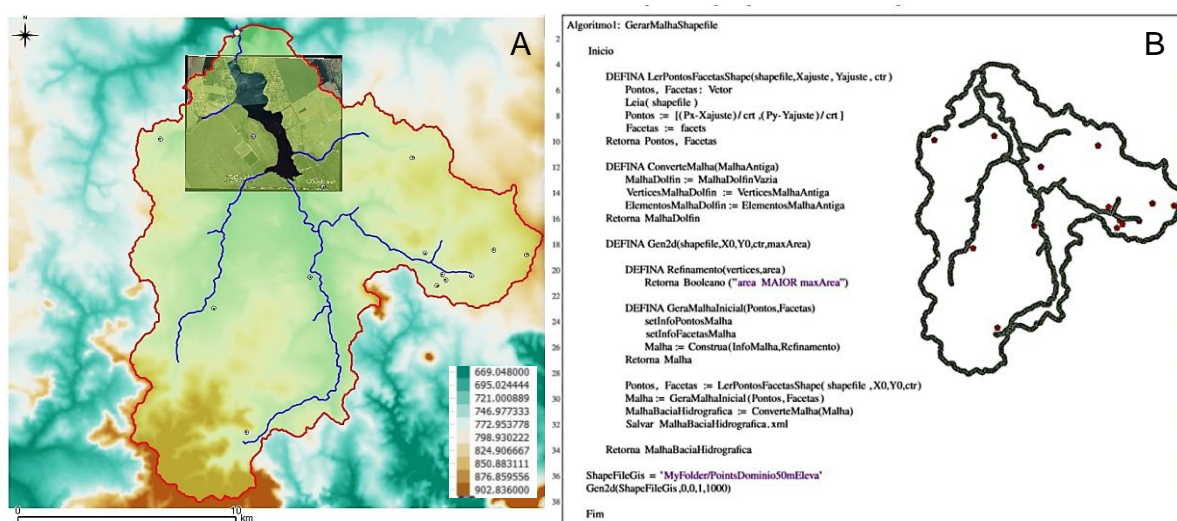 N
A
669.048000
695.024444
721.000889
746.977333
772.953778
798.930222
824.906667
850.883111
876.859556
902.836000
0
10
km
B
Algoritmo1: GerarMalhaShapefile
2
Inicio
4
DEFINA LerPontosFacetasShape(shapefile,Xajuste, Yajuste, ctr)
6
Pontos, Facetas: Vetor
Leia( shapefile )
8
Pontos := [(Px-Xajuste)/ crt ,(Py-Yajuste)/ crt ]
Facetas := facets
10
Retorna Pontos, Facetas
12
DEFINA ConverteMalha(MalhaAntiga)
MalhaDolfin := MalhaDolfinVazia
14
VerticesMalhaDolfin := VerticesMalhaAntiga
ElementosMalhaDolfin := ElementosMalhaAntiga
16
Retorna MalhaDolfin
18
DEFINA Gen2d(shapefile,X0,Y0,ctr,maxArea)
20
DEFINA Refinamento(vertices,area)
Retorna Booleano ("area MAIOR maxArea")
22
DEFINA GeraMalhaInicial(Pontos,Facetas)
24
setInfoPontosMalha
setInfoFacetasMalha
26
Malha := Construa(InfoMalha,Refinamento)
Retorna Malha
28
Pontos, Facetas := LerPontosFacetasShape( shapefile ,X0,Y0,ctr)
30
Malha := GeraMalhaInicial(Pontos,Facetas)
MalhaBaciaHidrografica := ConverteMalha(Malha)
32
Salvar MalhaBaciaHidrografica.xml
34
Retorna MalhaBaciaHidrografica
36
ShapeFileGis = "MyFolder/PointsDominio50mEleva"
Gen2d(ShapeFileGis,0,0,1,1000)
38
Fim